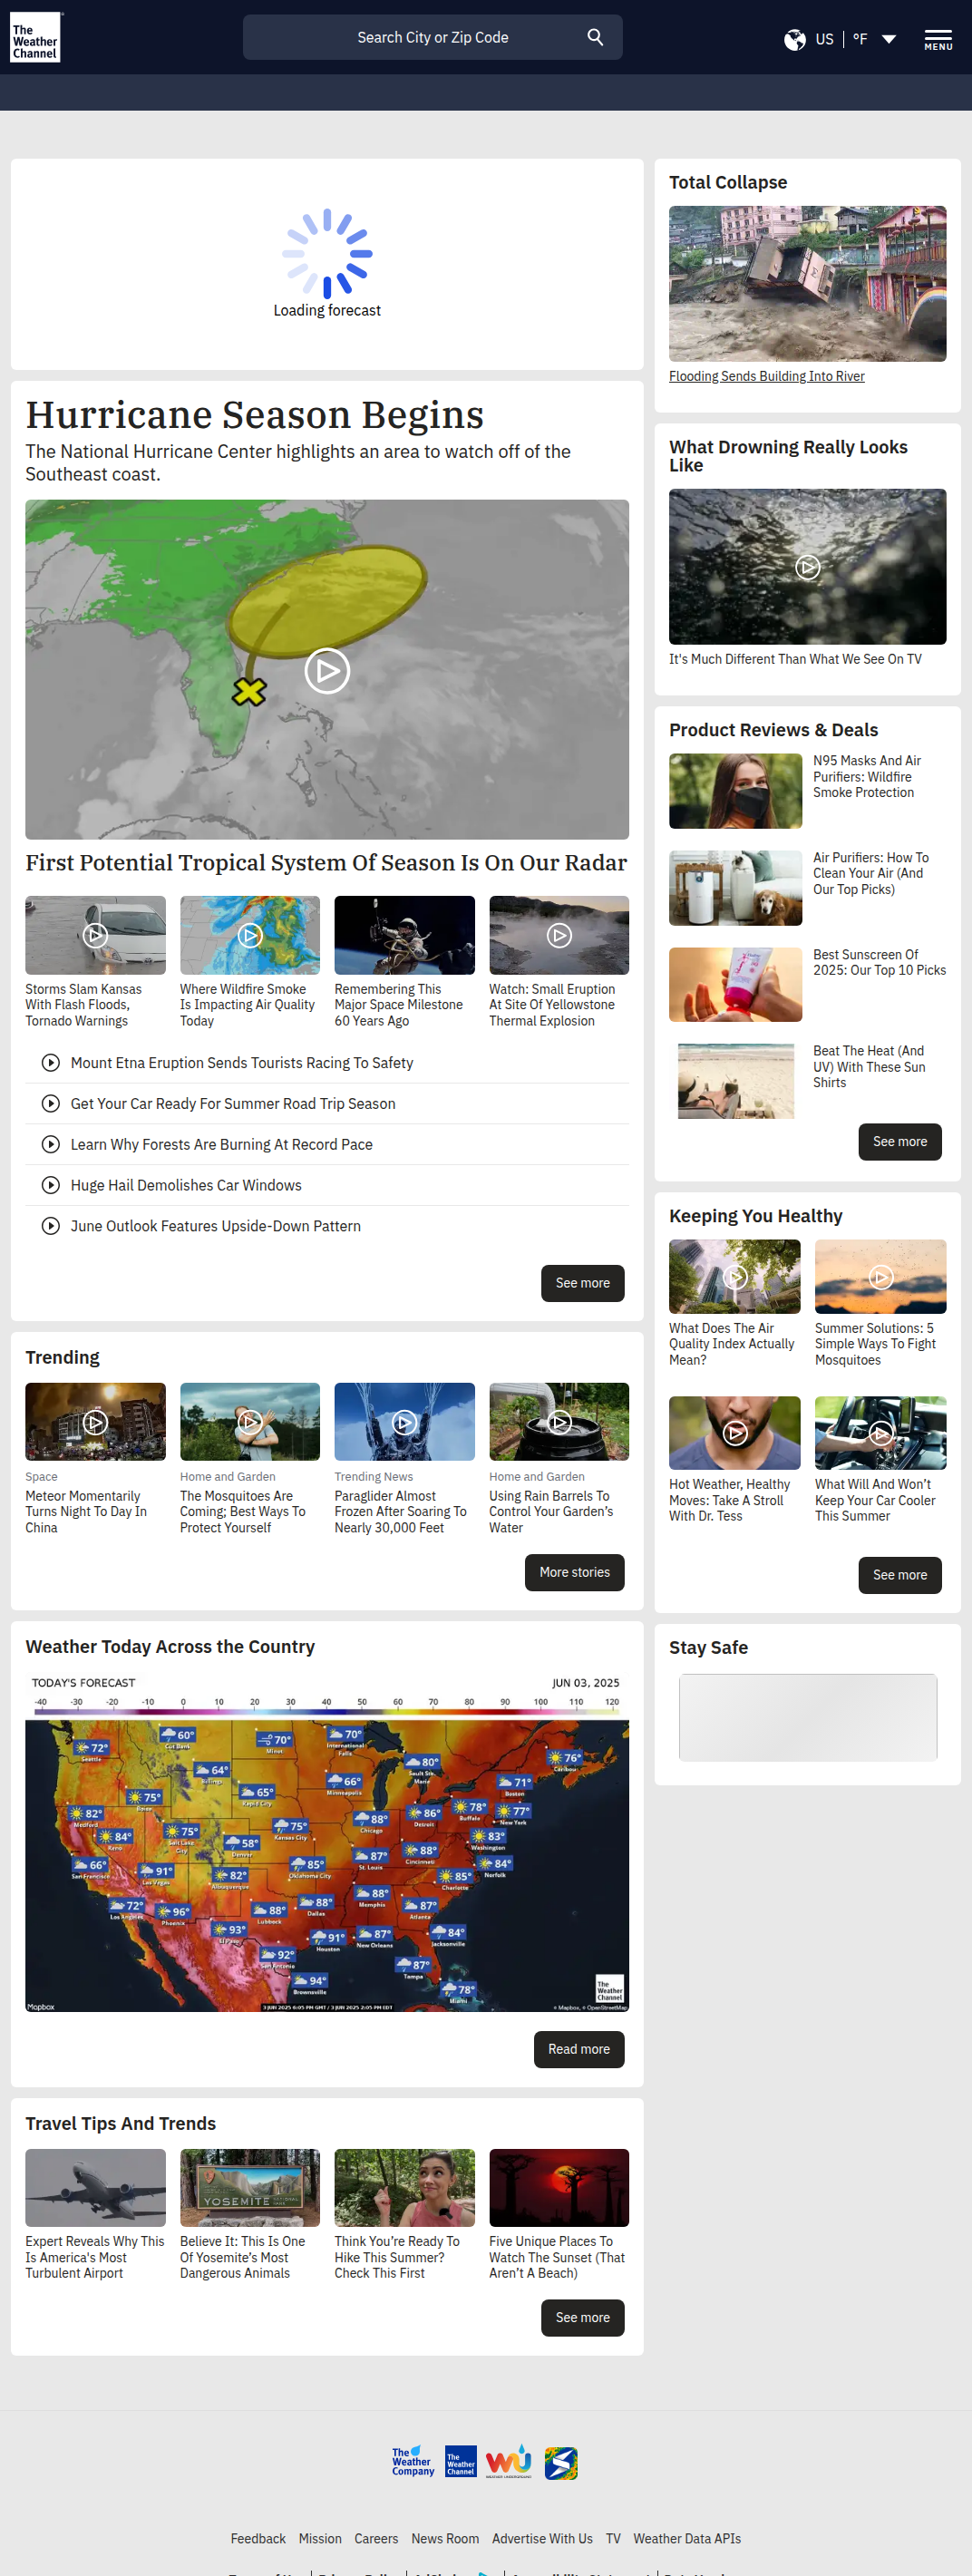 The
Weather
Channel
Search City or Zip Code
US
°F
MENU
Loading forecast
Hurricane Season Begins
The National Hurricane Center highlights an area to watch off of the
Southeast coast.
First Potential Tropical System Of Season Is On Our Radar
Storms Slam Kansas
With Flash Floods,
Tornado Warnings
Where Wildfire Smoke
Is Impacting Air Quality
Today
Remembering This
Major Space Milestone
60 Years Ago
Watch: Small Eruption
At Site Of Yellowstone
Thermal Explosion
Mount Etna Eruption Sends Tourists Racing To Safety
Get Your Car Ready For Summer Road Trip Season
Learn Why Forests Are Burning At Record Pace
Huge Hail Demolishes Car Windows
June Outlook Features Upside-Down Pattern
See more
Trending
Space
Meteor Momentarily
Turns Night To Day In
China
Home and Garden
The Mosquitoes Are
Coming; Best Ways To
Protect Yourself
Trending News
Paraglider Almost
Frozen After Soaring To
Nearly 30,000 Feet
Home and Garden
Using Rain Barrels To
Control Your Garden’s
Water
More stories
Weather Today Across the Country
TODAY'S FORECAST
JUN 03, 2025
-40 -30 -20 -10 0 10 20 30 40 50 60 70 80 90 100 110 120
72° Seattle
60° Cut Bank
70° Minot
70° International Falls
80° Sault Ste. Marie
76° Caribou
64° Billings
66° Minneapolis
71° Boston
75° Boise
65° Rapid City
82° Medford
88° Chicago
86° Detroit
78° Buffalo
77° New York
84° Reno
75° Salt Lake City
58° Denver
75° Kansas City
83° Washington
66° San Francisco
91° Las Vegas
82° Albuquerque
85° Oklahoma City
87° St. Louis
88° Cincinnati
84° Norfolk
85° Charlotte
72° Los Angeles
96° Phoenix
88° Lubbock
88° Dallas
88° Memphis
87° Atlanta
93° El Paso
91° Houston
87° New Orleans
84° Jacksonville
92° San Antonio
87° Tampa
94° Brownsville
78° Miami
The
Weather
Channel
Mapbox
3 JUN 2025 6:05 PM GMT / 3 JUN 2025 2:05 PM EDT
© Mapbox, © OpenStreetMap
Read more
Travel Tips And Trends
YOSEMITE NATIONAL
Expert Reveals Why This
Is America's Most
Turbulent Airport
Believe It: This Is One
Of Yosemite’s Most
Dangerous Animals
Think You’re Ready To
Hike This Summer?
Check This First
Five Unique Places To
Watch The Sunset (That
Aren’t A Beach)
See more
Total Collapse
Flooding Sends Building Into River
What Drowning Really Looks
Like
It's Much Different Than What We See On TV
Product Reviews & Deals
N95 Masks And Air
Purifiers: Wildfire
Smoke Protection
Air Purifiers: How To
Clean Your Air (And
Our Top Picks)
Best Sunscreen Of
2025: Our Top 10 Picks
Beat The Heat (And
UV) With These Sun
Shirts
See more
Keeping You Healthy
What Does The Air
Quality Index Actually
Mean?
Summer Solutions: 5
Simple Ways To Fight
Mosquitoes
Hot Weather, Healthy
Moves: Take A Stroll
With Dr. Tess
What Will And Won’t
Keep Your Car Cooler
This Summer
See more
Stay Safe
The
Weather
Company
The
Weather
Channel
WEATHER UNDERGROUND
Feedback Mission Careers News Room Advertise With Us TV Weather Data APIs